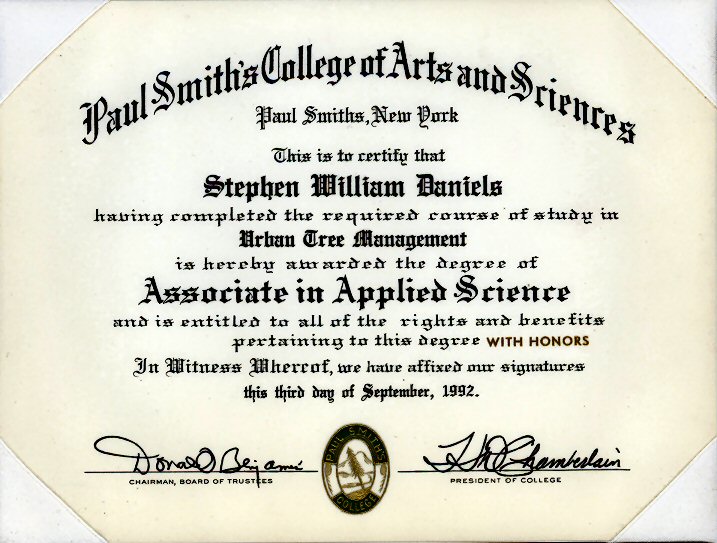 Paul Smith's College of Arts and Sciences
Paul Smiths, New York
This is to certify that
Stephen William Daniels
having completed the required course of study in
Urban Tree Management
is hereby awarded the degree of
Associate in Applied Science
and is entitled to all of the rights and benefits
pertaining to this degree WITH HONORS
In Witness Whereof, we have affixed our signatures
this third day of September, 1992.
PAUL SMITH'S
COLLEGE
CHAIRMAN, BOARD OF TRUSTEES
PRESIDENT OF COLLEGE